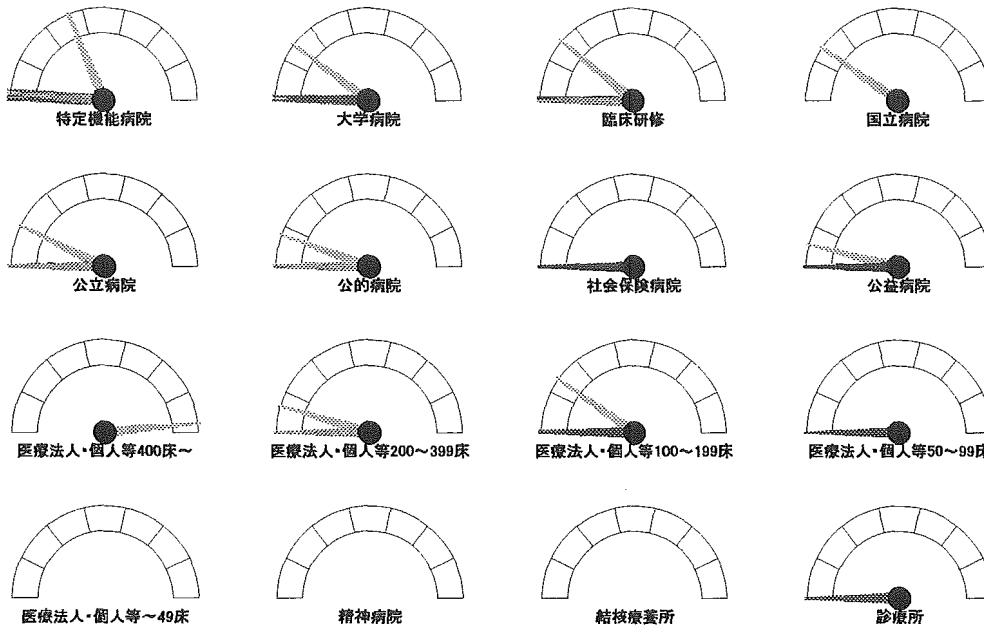 特定機能病院
大学病院
臨床研修
国立病院
公立病院
公的病院
社会保険病院
公益病院
医療法人・個人等400床～
医療法人・個人等200～399床
医療法人・個人等100～199床
医療法人・個人等50～99床
医療法人・個人等～49床
精神病院
結核療養所
診療所